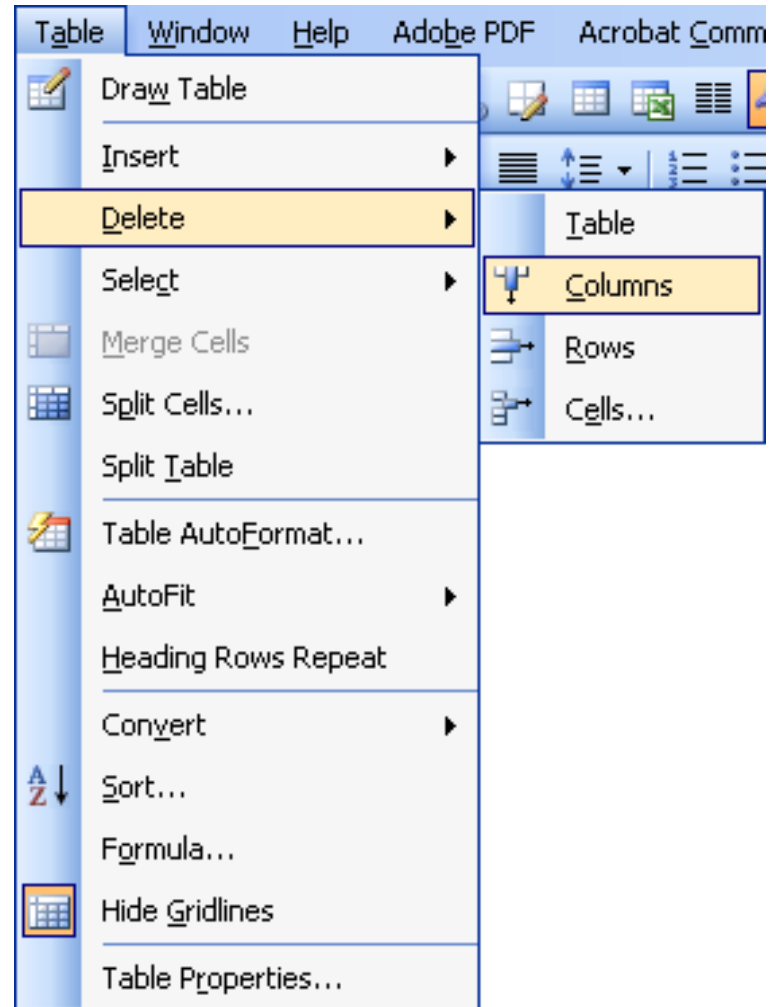 Table Window Help Adobe PDF Acrobat Comm
Draw Table
Insert
Delete
Table
Select
Columns
Merge Cells
Rows
Split Cells...
Cells...
Split Table
Table AutoFormat...
AutoFit
Heading Rows Repeat
Convert
Sort...
Formula...
Hide Gridlines
Table Properties...